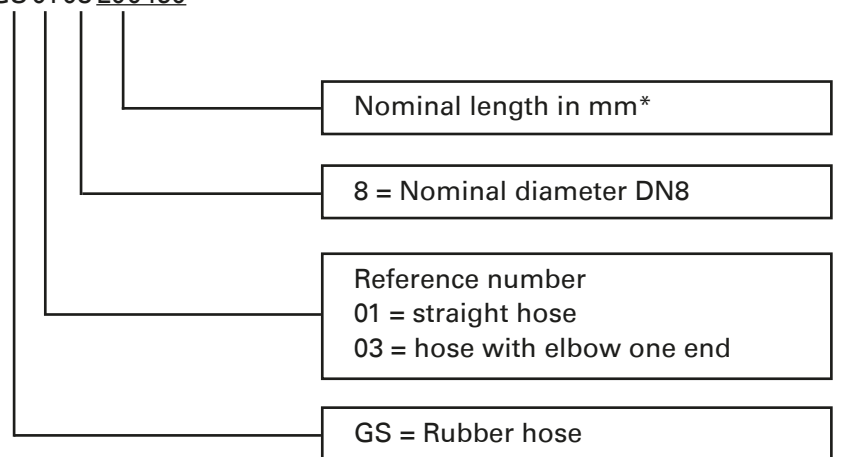 Nominal length in mm*
8 = Nominal diameter DN8
Reference number
01 = straight hose
03 = hose with elbow one end
GS = Rubber hose